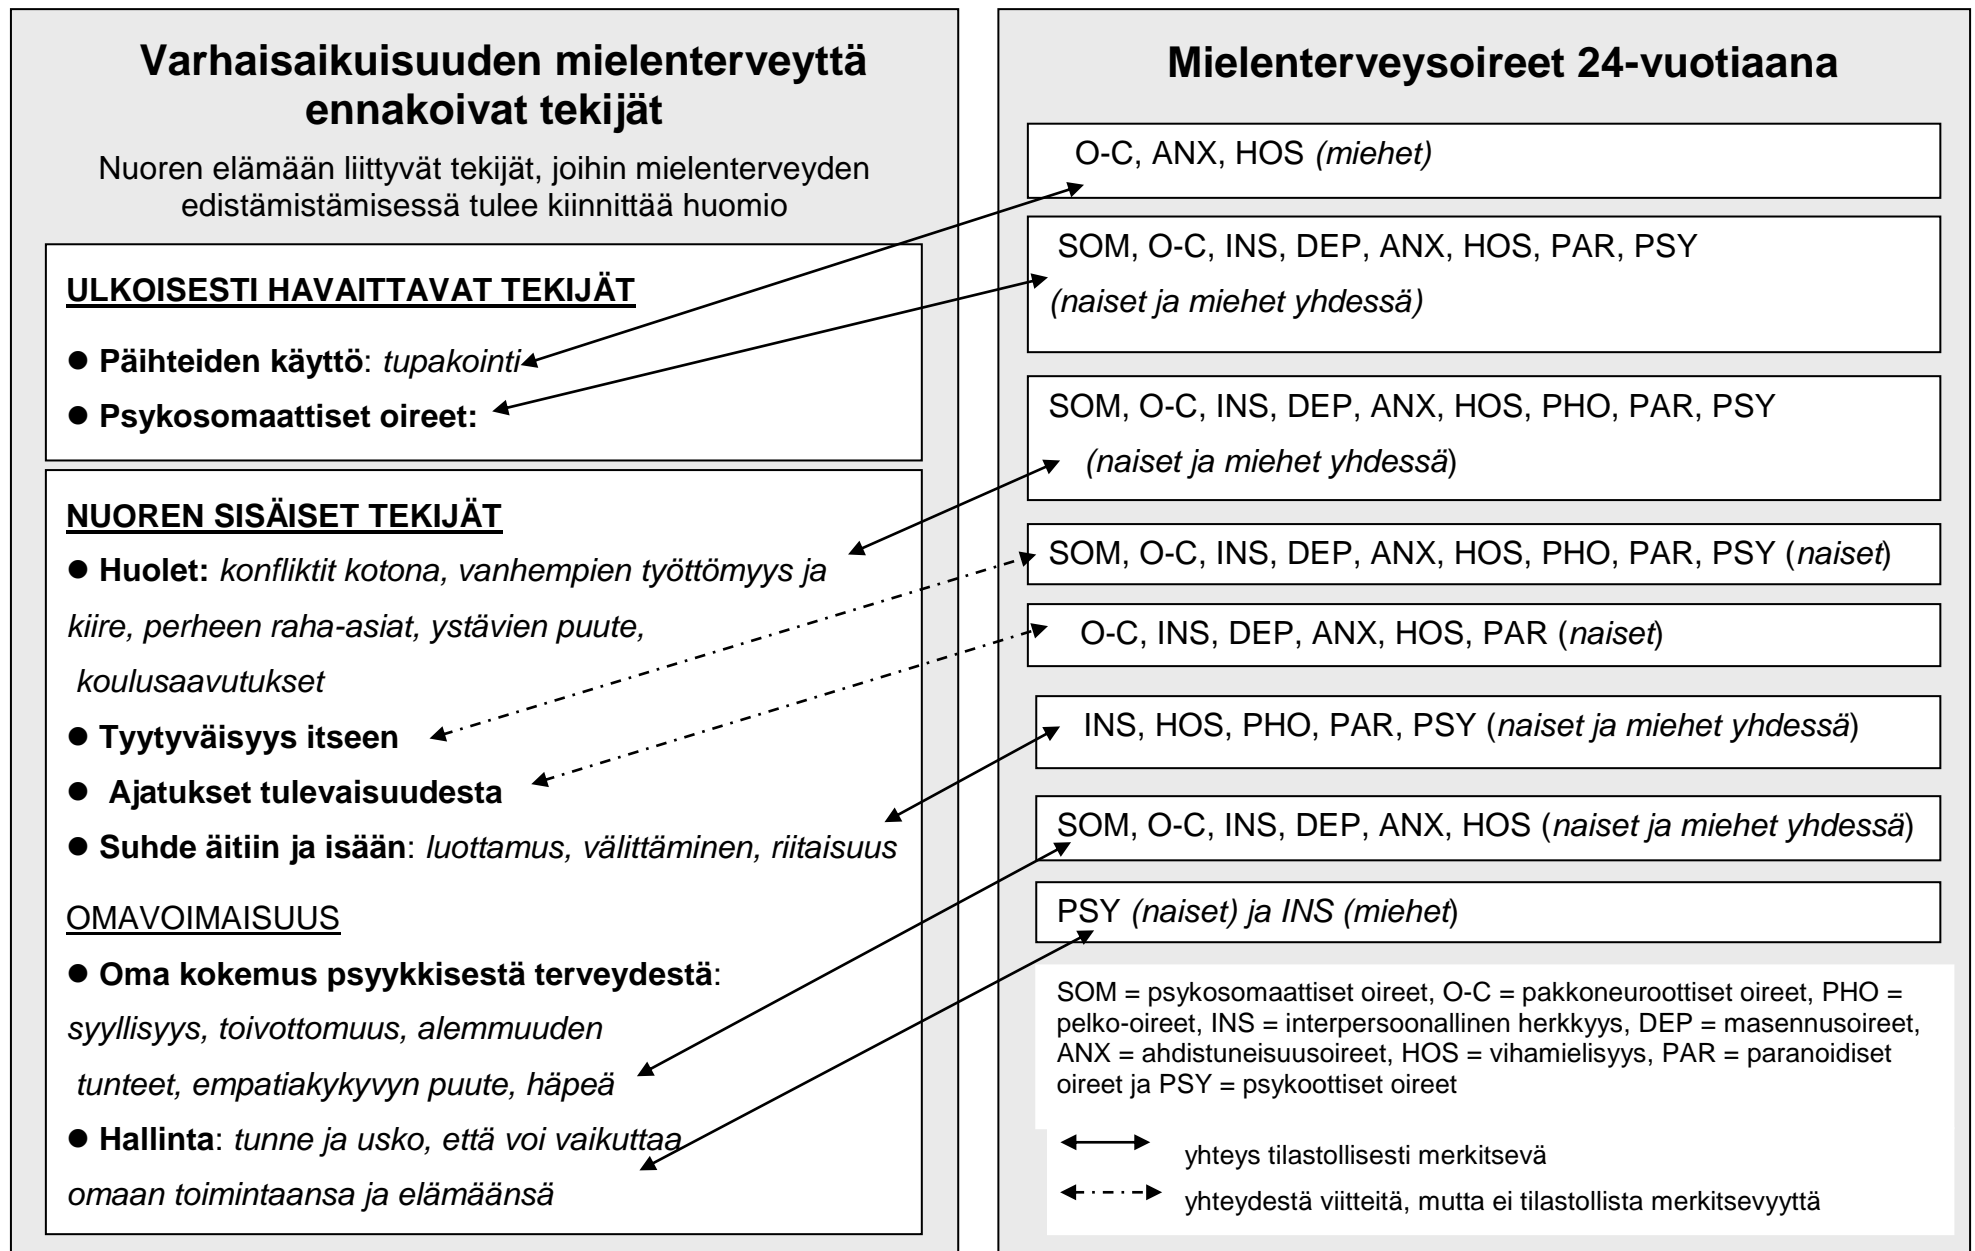 Varhaisaikuisuuden mielenterveyttä
ennakoivat tekijät
Nuoren elämään liittyvät tekijät, joihin mielenterveyden
edistämistämisessä tulee kiinnittää huomio
ULKOISESTI HAVAITTAVAT TEKIJÄT
● Päihteiden käyttö: tupakointi
● Psykosomaattiset oireet:
NUOREN SISÄISET TEKIJÄT
● Huolet: konfliktit kotona, vanhempien työttömyys ja
kiire, perheen raha-asiat, ystävien puute,
koulusaavutukset
● Tyytyväisyys itseen
● Ajatukset tulevaisuudesta
● Suhde äitiin ja isään: luottamus, välittäminen, riitaisuus
OMAVOIMAISUUS
● Oma kokemus psyykkisestä terveydestä:
syyllisyys, toivottomuus, alemmuuden
tunteet, empatiakykyvyn puute, häpeä
● Hallinta: tunne ja usko, että voi vaikuttaa
omaan toimintaansa ja elämäänsä
Mielenterveysoireet 24-vuotiaana
O-C, ANX, HOS (miehet)
SOM, O-C, INS, DEP, ANX, HOS, PAR, PSY
(naiset ja miehet yhdessä)
SOM, O-C, INS, DEP, ANX, HOS, PHO, PAR, PSY
(naiset ja miehet yhdessä)
SOM, O-C, INS, DEP, ANX, HOS, PHO, PAR, PSY (naiset)
O-C, INS, DEP, ANX, HOS, PAR (naiset)
INS, HOS, PHO, PAR, PSY (naiset ja miehet yhdessä)
SOM, O-C, INS, DEP, ANX, HOS (naiset ja miehet yhdessä)
PSY (naiset) ja INS (miehet)
SOM = psykosomaattiset oireet, O-C = pakkoneuroottiset oireet, PHO =
pelko-oireet, INS = interpersoonallinen herkkyys, DEP = masennusoireet,
ANX = ahdistuneisuusoireet, HOS = vihamielisyys, PAR = paranoidiset
oireet ja PSY = psykoottiset oireet
yhteys tilastollisesti merkitsevä
yhteydestä viitteitä, mutta ei tilastollista merkitsevyyttä